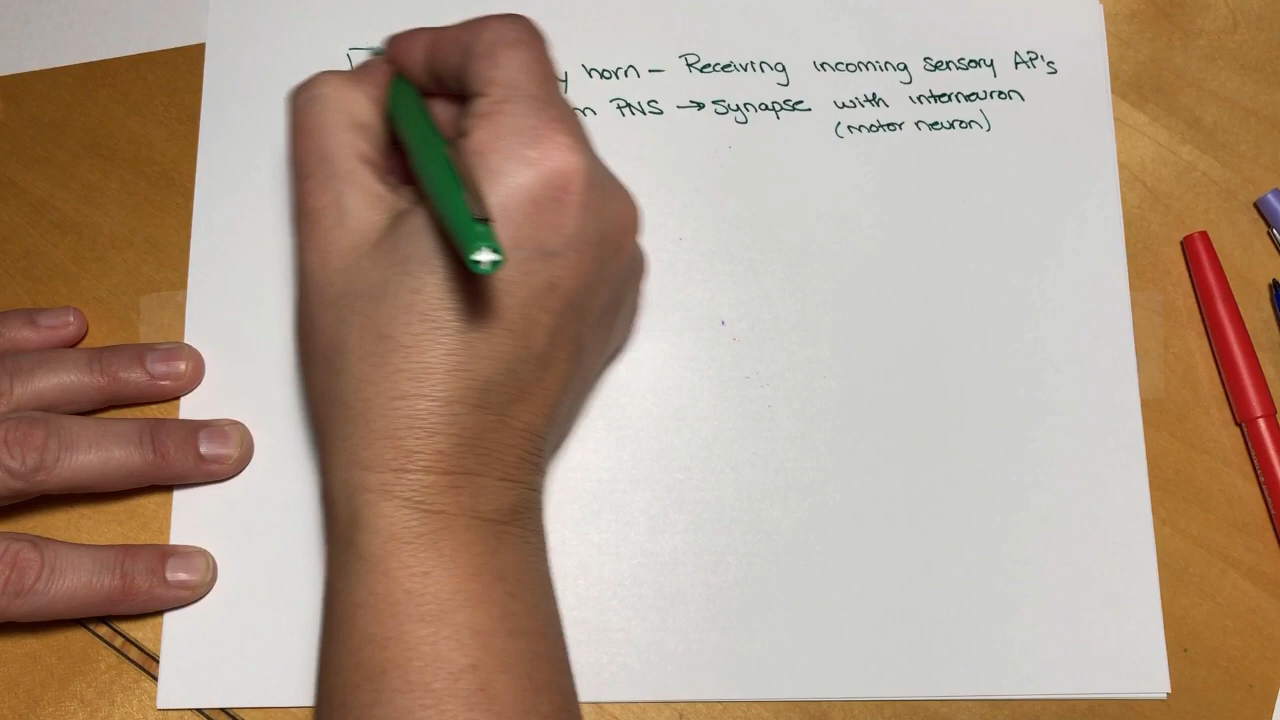 horn - Receiving incoming sensory AP's
PNS → synapse with interneuron
(motor neuron)